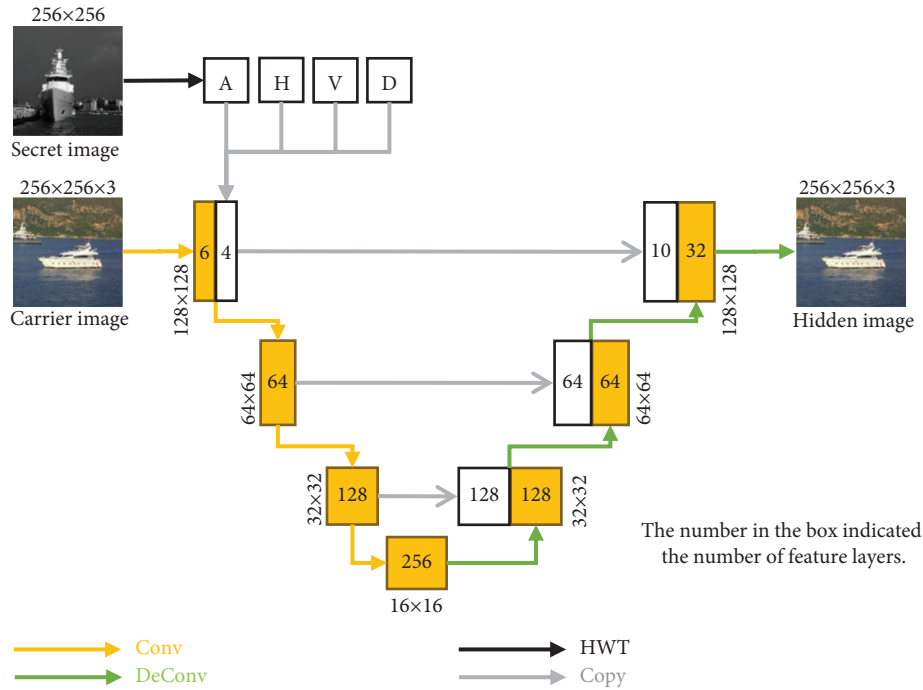 256×256
A H V D
Secret image
256×256×3
6 4
128×128
Carrier image
10 32
128×128
256×256×3
Hidden image
64
64×64
64 64
64×64
128
32×32
128 128
32×32
256
16×16
The number in the box indicated
the number of feature layers.
Conv
DeConv
HWT
Copy